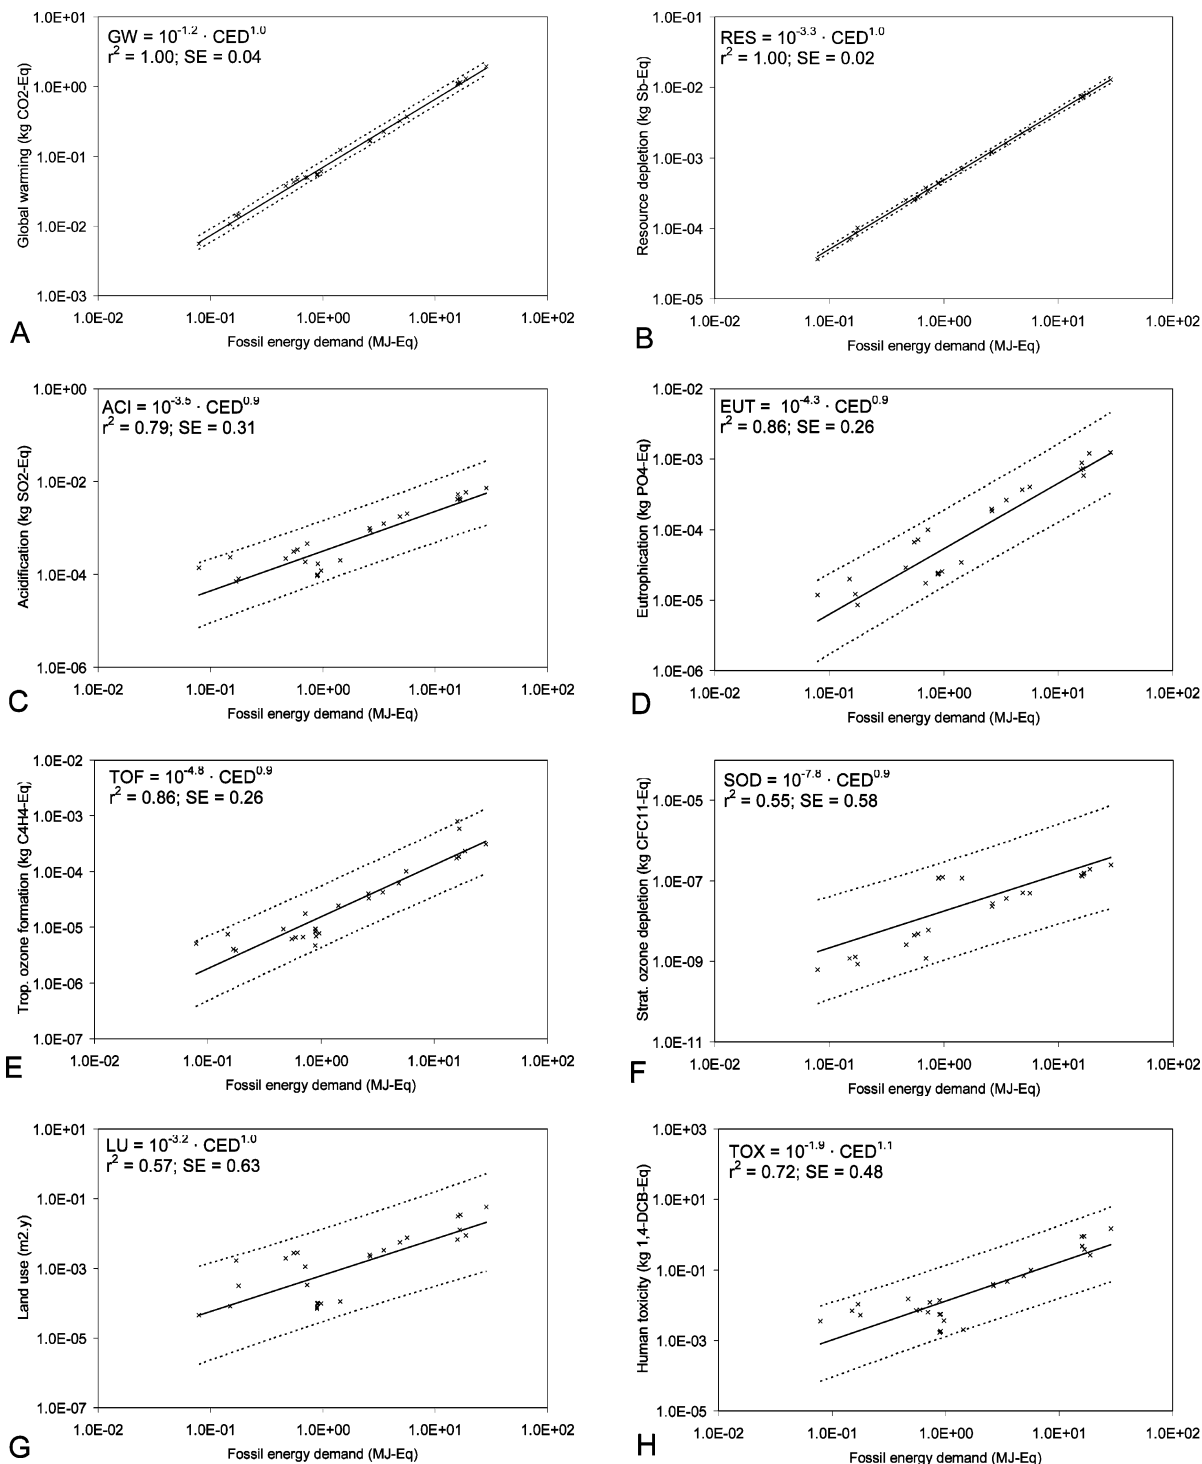 GW = 10^-1.2 · CED^1.0
r^2 = 1.00; SE = 0.04
1.0E+01
1.0E+00
1.0E-01
1.0E-02
1.0E-03
Global warming (kg CO2-Eq)
1.0E-02 1.0E-01 1.0E+00 1.0E+01 1.0E+02
Fossil energy demand (MJ-Eq)
A
RES = 10^-3.3 · CED^1.0
r^2 = 1.00; SE = 0.02
1.0E-01
1.0E-02
1.0E-03
1.0E-04
1.0E-05
Resource depletion (kg Sb-Eq)
1.0E-02 1.0E-01 1.0E+00 1.0E+01 1.0E+02
Fossil energy demand (MJ-Eq)
B
ACI = 10^-3.5 · CED^0.9
r^2 = 0.79; SE = 0.31
1.0E+00
1.0E-02
1.0E-04
1.0E-06
Acidification (kg SO2-Eq)
1.0E-02 1.0E-01 1.0E+00 1.0E+01 1.0E+02
Fossil energy demand (MJ-Eq)
C
EUT = 10^-4.3 · CED^0.9
r^2 = 0.86; SE = 0.26
1.0E-02
1.0E-03
1.0E-04
1.0E-05
1.0E-06
Eutrophication (kg PO4-Eq)
1.0E-02 1.0E-01 1.0E+00 1.0E+01 1.0E+02
Fossil energy demand (MJ-Eq)
D
TOF = 10^-4.8 · CED^0.9
r^2 = 0.86; SE = 0.26
1.0E-02
1.0E-03
1.0E-04
1.0E-05
1.0E-06
1.0E-07
Trop. ozone formation (kg C4H4-Eq)
1.0E-02 1.0E-01 1.0E+00 1.0E+01 1.0E+02
Fossil energy demand (MJ-Eq)
E
SOD = 10^-7.8 · CED^0.9
r^2 = 0.55; SE = 0.58
1.0E-05
1.0E-07
1.0E-09
1.0E-11
Strat. ozone depletion (kg CFC11-Eq)
1.0E-02 1.0E-01 1.0E+00 1.0E+01 1.0E+02
Fossil energy demand (MJ-Eq)
F
LU = 10^-3.2 · CED^1.0
r^2 = 0.57; SE = 0.63
1.0E+01
1.0E-01
1.0E-03
1.0E-05
1.0E-07
Land use (m2.y)
1.0E-02 1.0E-01 1.0E+00 1.0E+01 1.0E+02
Fossil energy demand (MJ-Eq)
G
TOX = 10^-1.9 · CED^1.1
r^2 = 0.72; SE = 0.48
1.0E+03
1.0E+01
1.0E-01
1.0E-03
1.0E-05
Human toxicity (kg 1,4-DCB-Eq)
1.0E-02 1.0E-01 1.0E+00 1.0E+01 1.0E+02
Fossil energy demand (MJ-Eq)
H